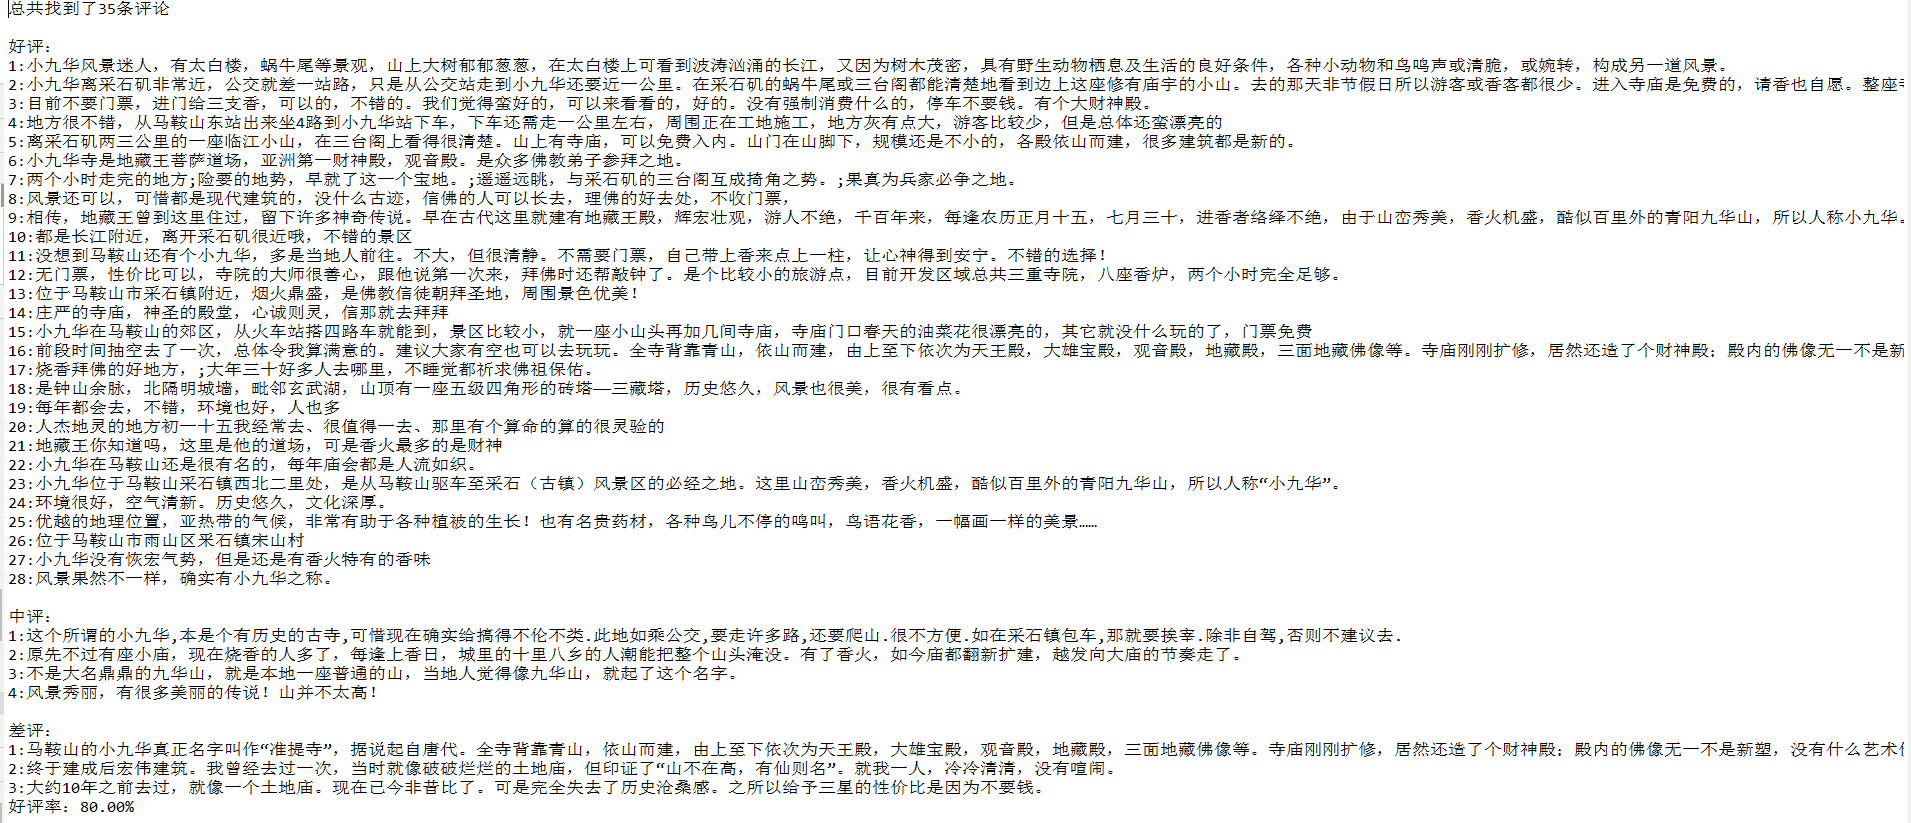 总共找到了35条评论
好评：
1:小九华风景迷人，有太白楼，蜗牛尾等景观，山上大树郁郁葱葱，在太白楼上可看到波涛汹涌的长江，又因为树木茂密，具有野生动物栖息及生活的良好条件，各种小动物和鸟鸣声或清脆，或婉转，构成另一道风景。
2:小九华离采石矶非常近，公交就差一站路，只是从公交站走到小九华还要近一公里。在采石矶的蜗牛尾或三台阁都能清楚地看到边上这座修有庙宇的小山。去的那天非节假日所以游客或香客都很少。进入寺庙是免费的，请香也自愿。整座寺
3:目前不要门票，进门给三支香，可以的，不错的。我们觉得蛮好的，可以来看看的，好的。没有强制消费什么的，停车不要钱。有个大财神殿。
4:地方很不错，从马鞍山东站出来坐4路到小九华站下车，下车还需走一公里左右，周围正在工地施工，地方灰有点大，游客比较少，但是总体还蛮漂亮的
5:离采石矶两三公里的一座临江小山，在三台阁上看得很清楚。山上有寺庙，可以免费入内。山门在山脚下，规模还是不小的，各殿依山而建，很多建筑都是新的。
6:小九华寺是地藏王菩萨道场，亚洲第一财神殿，观音殿。是众多佛教弟子参拜之地。
7:两个小时走完的地方;险要的地势，早就了这一个宝地。;遥遥远眺，与采石矶的三台阁互成掎角之势。;果真为兵家必争之地。
8:风景还可以，可惜都是现代建筑的，没什么古迹，信佛的人可以长去，理佛的好去处，不收门票，
9:相传，地藏王曾到这里住过，留下许多神奇传说。早在古代这里就建有地藏王殿，辉宏壮观，游人不绝，千百年来，每逢农历正月十五，七月三十，进香者络绎不绝，由于山峦秀美，香火机盛，酷似百里外的青阳九华山，所以人称小九华。
10:都是长江附近，离开采石矶很近哦，不错的景区
11:没想到马鞍山还有个小九华，多是当地人前往。不大，但很清静。不需要门票，自己带上香来点上一柱，让心神得到安宁。不错的选择！
12:无门票，性价比可以，寺院的大师很善心，跟他说第一次来，拜佛时还帮敲钟了。是个比较小的旅游点，目前开发区域总共三重寺院，八座香炉，两个小时完全足够。
13:位于马鞍山市采石镇附近，烟火鼎盛，是佛教信徒朝拜圣地，周围景色优美！
14:庄严的寺庙，神圣的殿堂，心诚则灵，信那就去拜拜
15:小九华在马鞍山的郊区，从火车站搭四路车就能到，景区比较小，就一座小山头再加几间寺庙，寺庙门口春天的油菜花很漂亮的，其它就没什么玩的了，门票免费
16:前段时间抽空去了一次，总体令我算满意的。建议大家有空也可以去玩玩。全寺背靠青山，依山而建，由上至下依次为天王殿，大雄宝殿，观音殿，地藏殿，三面地藏佛像等。寺庙刚刚扩修，居然还造了个财神殿；殿内的佛像无一不是新
17:烧香拜佛的好地方，;大年三十好多人去哪里，不睡觉都祈求佛祖保佑。
18:是钟山余脉，北隔明城墙，毗邻玄武湖，山顶有一座五级四角形的砖塔——三藏塔，历史悠久，风景也很美，很有看点。
19:每年都会去，不错，环境也好，人也多
20:人杰地灵的地方初一十五我经常去、很值得一去、那里有个算命的算的很灵验的
21:地藏王你知道吗，这里是他的道场，可是香火最多的是财神
22:小九华在马鞍山还是很有名的，每年庙会都是人流如织。
23:小九华位于马鞍山采石镇西北二里处，是从马鞍山驱车至采石（古镇）风景区的必经之地。这里山峦秀美，香火机盛，酷似百里外的青阳九华山，所以人称“小九华”。
24:环境很好，空气清新。历史悠久，文化深厚。
25:优越的地理位置，亚热带的气候，非常有助于各种植被的生长！也有名贵药材，各种鸟儿不停的鸣叫，鸟语花香，一幅画一样的美景……
26:位于马鞍山市雨山区采石镇宋山村
27:小九华没有恢宏气势，但是还是有香火特有的香味
28:风景果然不一样，确实有小九华之称。
中评：
1:这个所谓的小九华,本是个有历史的古寺,可惜现在确实给搞得不伦不类.此地如乘公交,要走许多路,还要爬山.很不方便.如在采石镇包车,那就要挨宰.除非自驾,否则不建议去.
2:原先不过有座小庙，现在烧香的人多了，每逢上香日，城里的十里八乡的人潮能把整个山头淹没。有了香火，如今庙都翻新扩建，越发向大庙的节奏走了。
3:不是大名鼎鼎的九华山，就是本地一座普通的山，当地人觉得像九华山，就起了这个名字。
4:风景秀丽，有很多美丽的传说！山并不太高！
差评：
1:马鞍山的小九华真正名字叫作“准提寺”，据说起自唐代。全寺背靠青山，依山而建，由上至下依次为天王殿，大雄宝殿，观音殿，地藏殿，三面地藏佛像等。寺庙刚刚扩修，居然还造了个财神殿；殿内的佛像无一不是新塑，没有什么艺术
2:终于建成后宏伟建筑。我曾经去过一次，当时就像破破烂烂的土地庙，但印证了“山不在高，有仙则名”。就我一人，冷冷清清，没有喧闹。
3:大约10年之前去过，就像一个土地庙。现在已今非昔比了。可是完全失去了历史沧桑感。之所以给予三星的性价比是因为不要钱。
好评率：80.00%